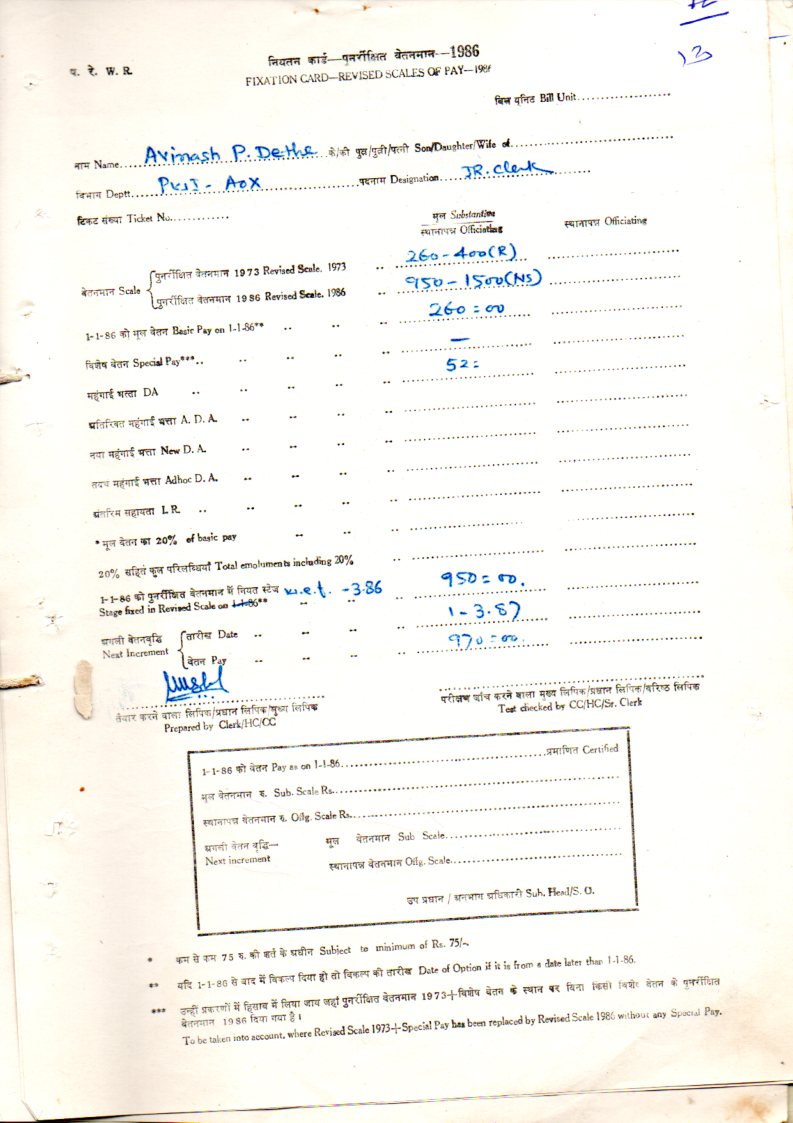 13
प. रे. W. R.
नियतन कार्ड—पुनर्रीक्षित वेतनमान—1986
FIXATION CARD—REVISED SCALES OF PAY—1986
बिल यूनिट Bill Unit
नाम Name Avinash P. Dethe के/की पुत्र/पुत्री/पत्नी Son/Daughter/Wife of
विभाग Deptt. AOX पदनाम Designation JR. Clerk
टिकट संख्या Ticket No.
मूल Substantive
स्थानापन्न Officiating
स्थानापन्न Officiating
वेतनमान Scale
पुनर्रीक्षित वेतनमान 1973 Revised Scale. 1973 260-400(R)
पुनर्रीक्षित वेतनमान 1986 Revised Scale. 1986 950-1500(NS)
1-1-86 को मूल वेतन Basic Pay on 1-1-86** 260=00
विशेष वेतन Special Pay*** —
महंगाई भत्ता DA 52=
अतिरिक्त महंगाई भत्ता A. D. A.
नया महंगाई भत्ता New D. A.
तदर्थ महंगाई भत्ता Adhoc D. A.
अंतरिम सहायता I. R.
* मूल वेतन का 20% of basic pay
20% सहित कुल परिलब्धियाँ Total emoluments including 20%
1-1-86 को पुनर्रीक्षित वेतनमान में नियत स्टेज w.e.f. -3.86 950=00.
Stage fixed in Revised Scale on 1-1-86**
अगली वेतनवृद्धि
Next Increment
तारीख Date 1-3.87
वेतन Pay 970=00.
तैयार करने वाला लिपिक/प्रधान लिपिक/मुख्य लिपिक
Prepared by Clerk/HC/CC
परीक्षण जाँच करने वाला मुख्य लिपिक/प्रधान लिपिक/वरिष्ठ लिपिक
Test checked by CC/HC/Sr. Clerk
1-1-86 को वेतन Pay as on 1-1-86 प्रमाणित Certified
मूल वेतनमान रु. Sub. Scale Rs.
स्थानापन्न वेतनमान रु. Offg. Scale Rs.
अगली वेतन वृद्धि—
Next increment
मूल वेतनमान Sub Scale
स्थानापन्न वेतनमान Offg. Scale
उप प्रधान / अनुभाग अधिकारी Sub. Head/S. O.
* कम से कम 75 रु. की शर्त के अधीन Subject to minimum of Rs. 75/-.
** यदि 1-1-86 से बाद में विकल्प दिया हो तो विकल्प की तारीख Date of Option if it is from a date later than 1-1-86.
*** उन्हीं प्रकरणों में हिसाब में लिया जाय जहाँ पुनर्रीक्षित वेतनमान 1973+विशेष वेतन के स्थान पर बिना किसी विशेष वेतन के पुनर्रीक्षित
वेतनमान 1986 दिया गया है।
To be taken into account, where Revised Scale 1973+Special Pay has been replaced by Revised Scale 1986 without any Special Pay.